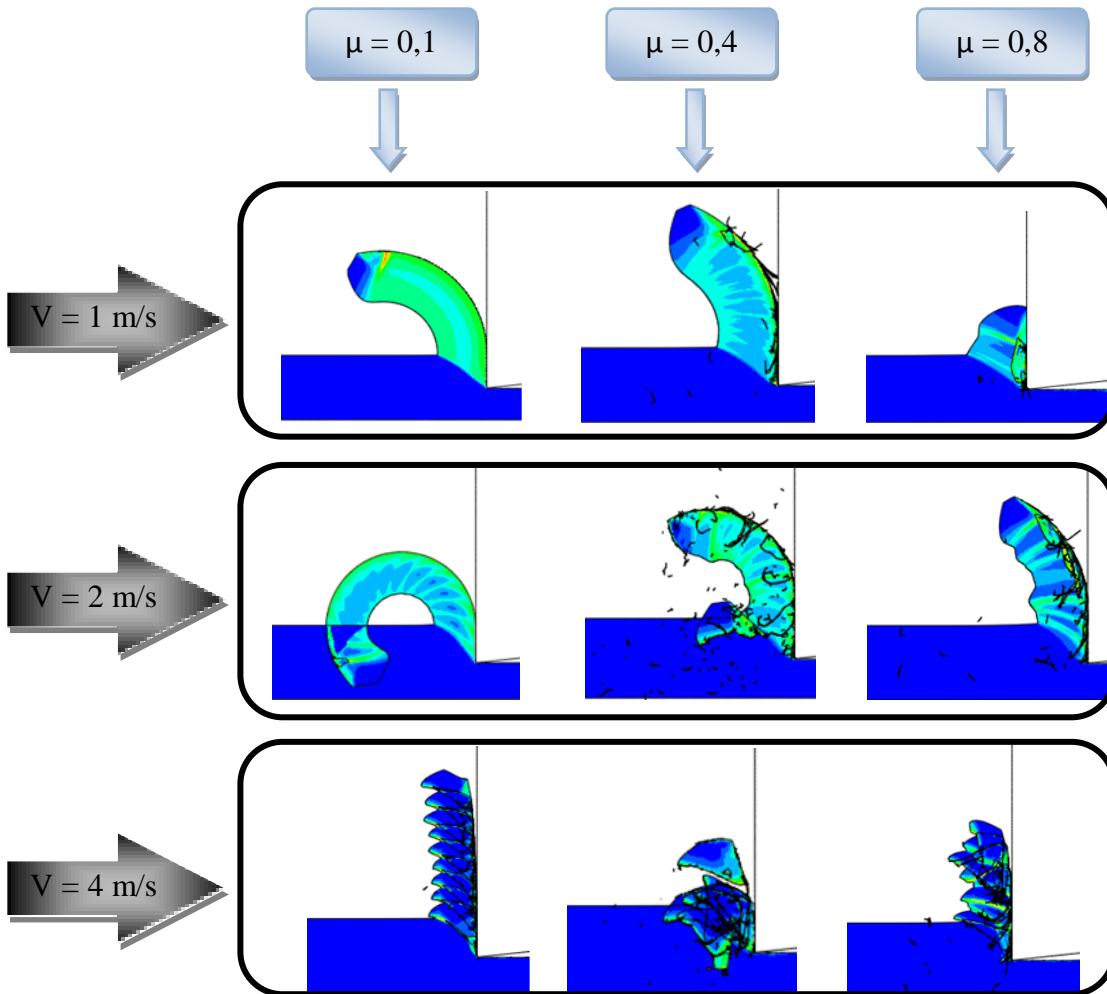 μ = 0,1
μ = 0,4
μ = 0,8
V = 1 m/s
V = 2 m/s
V = 4 m/s